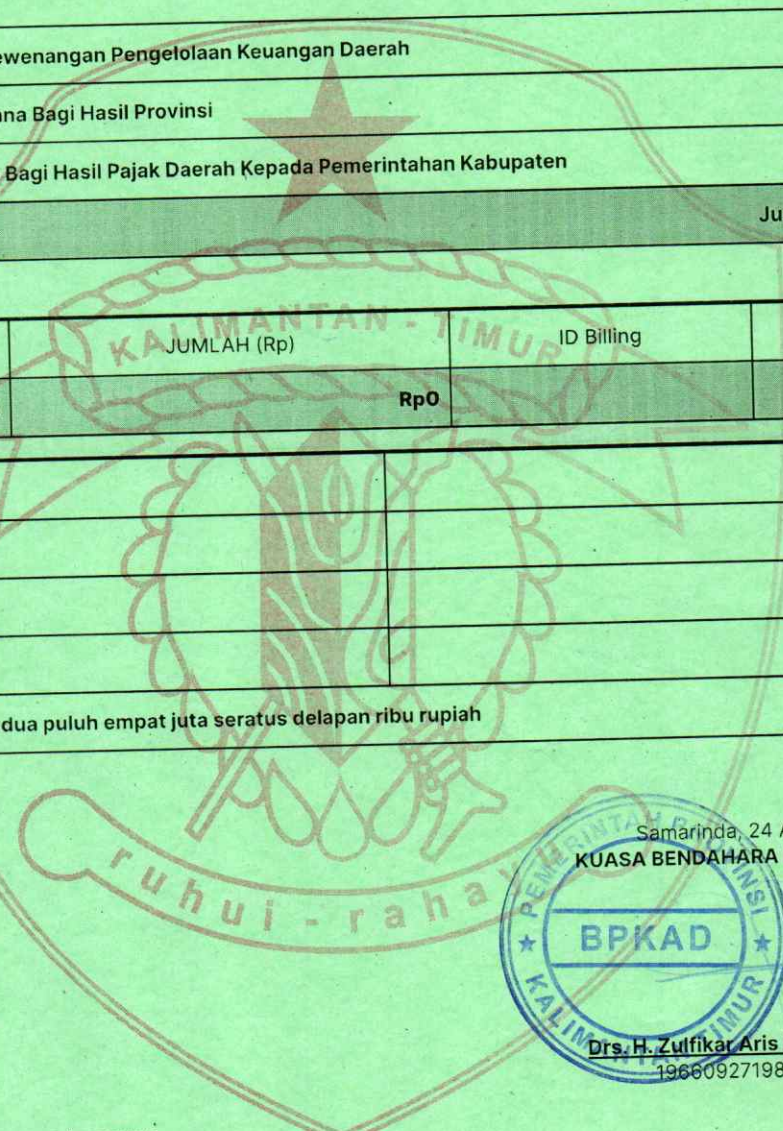 ewenangan Pengelolaan Keuangan Daerah
ana Bagi Hasil Provinsi
Bagi Hasil Pajak Daerah Kepada Pemerintahan Kabupaten
Ju
KALIMANTAN - TIMUR
JUMLAH (Rp) ID Billing
Rp0
dua puluh empat juta seratus delapan ribu rupiah
ruhui - rahayu
Samarinda, 24 A
KUASA BENDAHARA
PEMERINTAH PROVINSI
BPKAD
KALIMANTAN TIMUR
Drs. H. Zulfikar Aris
19660927198